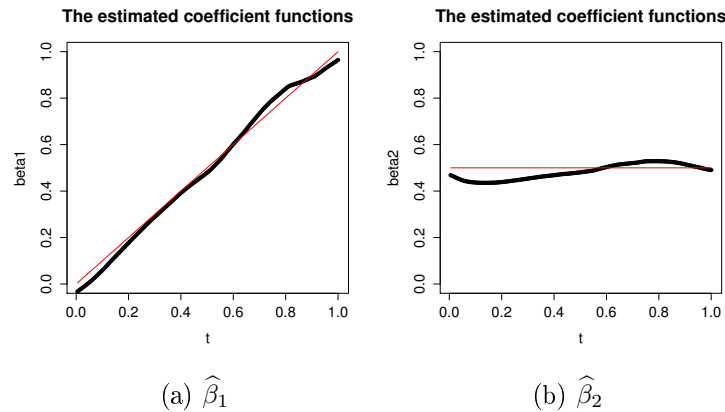 The estimated coefficient functions
beta1
1.0
0.8
0.6
0.4
0.2
0.0
0.0 0.2 0.4 0.6 0.8 1.0
t
(a) β̂₁
The estimated coefficient functions
beta2
1.0
0.8
0.6
0.4
0.2
0.0
0.0 0.2 0.4 0.6 0.8 1.0
t
(b) β̂₂